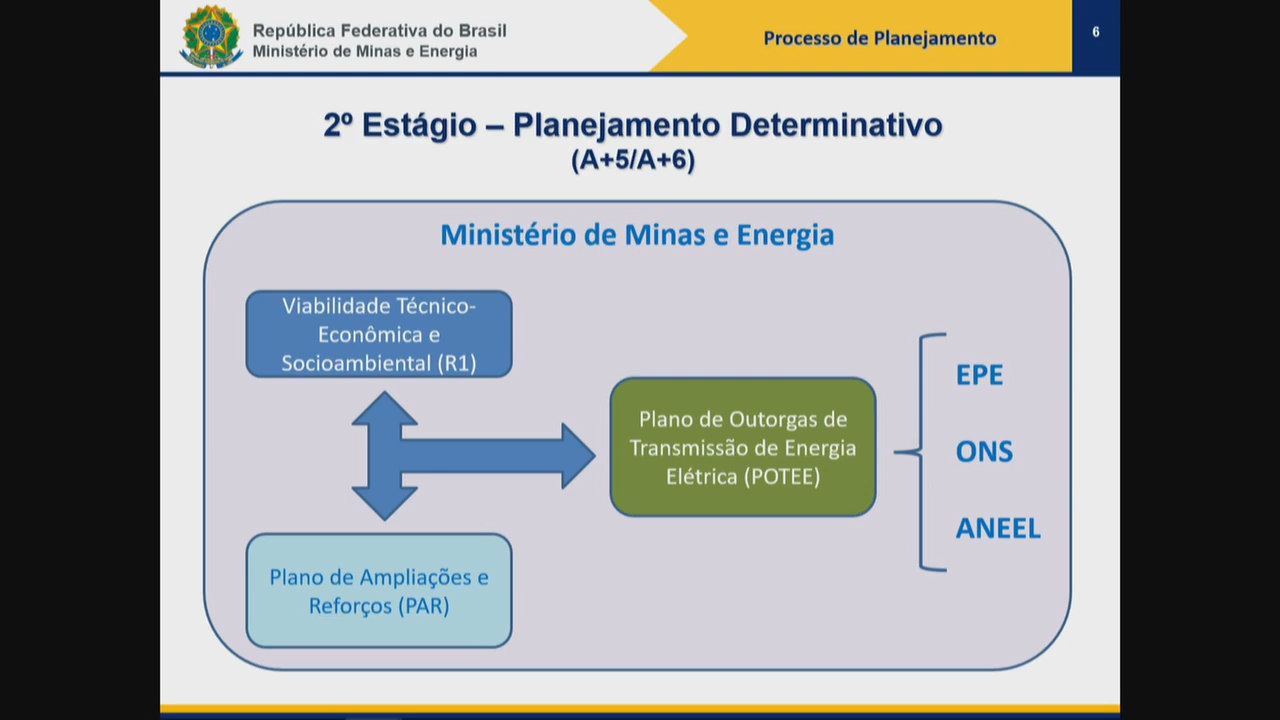 República Federativa do Brasil
Ministério de Minas e Energia
Processo de Planejamento
6
2º Estágio – Planejamento Determinativo
(A+5/A+6)
Ministério de Minas e Energia
Viabilidade Técnico-
Econômica e
Socioambiental (R1)
Plano de Outorgas de
Transmissão de Energia
Elétrica (POTEE)
EPE
ONS
ANEEL
Plano de Ampliações e
Reforços (PAR)